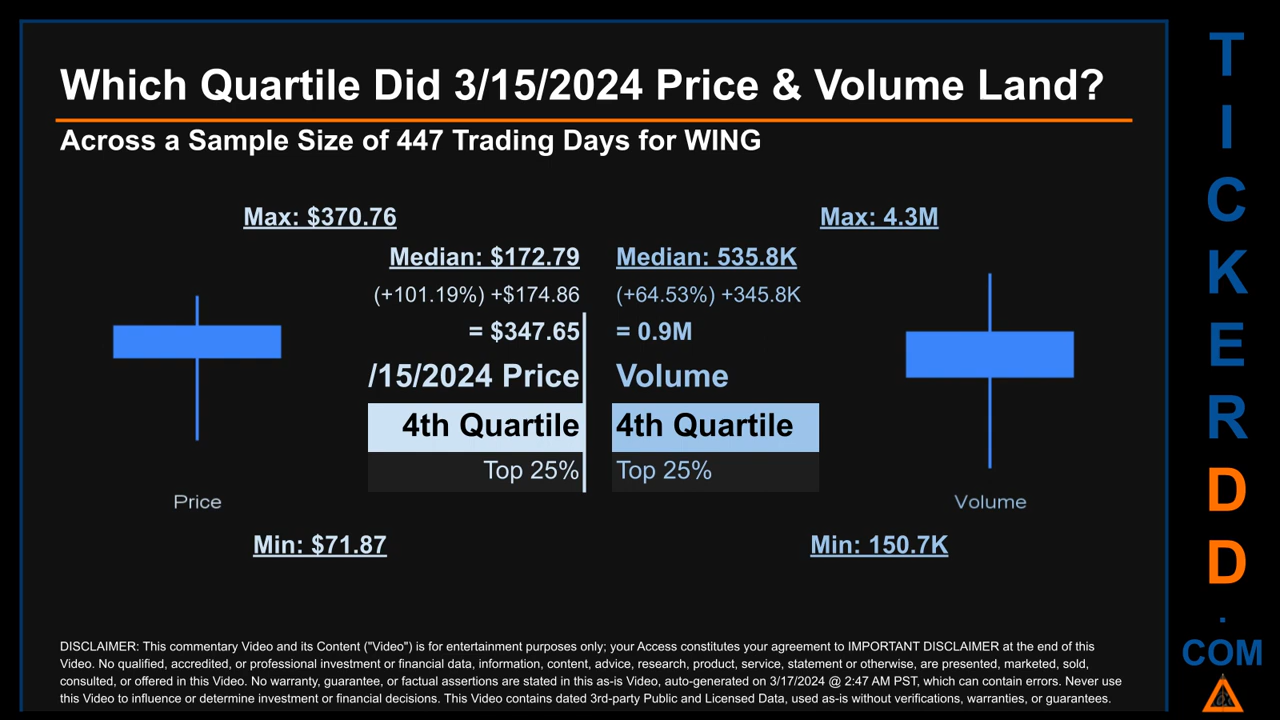 Which Quartile Did 3/15/2024 Price & Volume Land?
Across a Sample Size of 447 Trading Days for WING
Max: $370.76
Median: $172.79
(+101.19%) +$174.86
= $347.65
/15/2024 Price
4th Quartile
Top 25%
Price
Min: $71.87
Max: 4.3M
Median: 535.8K
(+64.53%) +345.8K
= 0.9M
Volume
4th Quartile
Top 25%
Volume
Min: 150.7K
DISCLAIMER: This commentary Video and its Content ("Video") is for entertainment purposes only; your Access constitutes your agreement to IMPORTANT DISCLAIMER at the end of this
Video. No qualified, accredited, or professional investment or financial data, information, content, advice, research, product, service, statement or otherwise, are presented, marketed, sold,
consulted, or offered in this Video. No warranty, guarantee, or factual assertions are stated in this as-is Video, auto-generated on 3/17/2024 @ 2:47 AM PST, which can contain errors. Never use
this Video to influence or determine investment or financial decisions. This Video contains dated 3rd-party Public and Licensed Data, used as-is without verifications, warranties, or guarantees.
T
I
C
K
E
R
D
D
.
COM